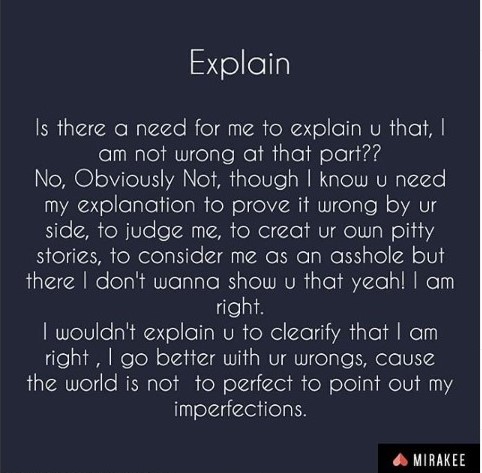 Explain
Is there a need for me to explain u that, I
am not wrong at that part??
No, Obviously Not, though I know u need
my explanation to prove it wrong by ur
side, to judge me, to creat ur own pitty
stories, to consider me as an asshole but
there I don't wanna show u that yeah! I am
right.
I wouldn't explain u to clearify that I am
right , I go better with ur wrongs, cause
the world is not to perfect to point out my
imperfections.
MIRAKEE